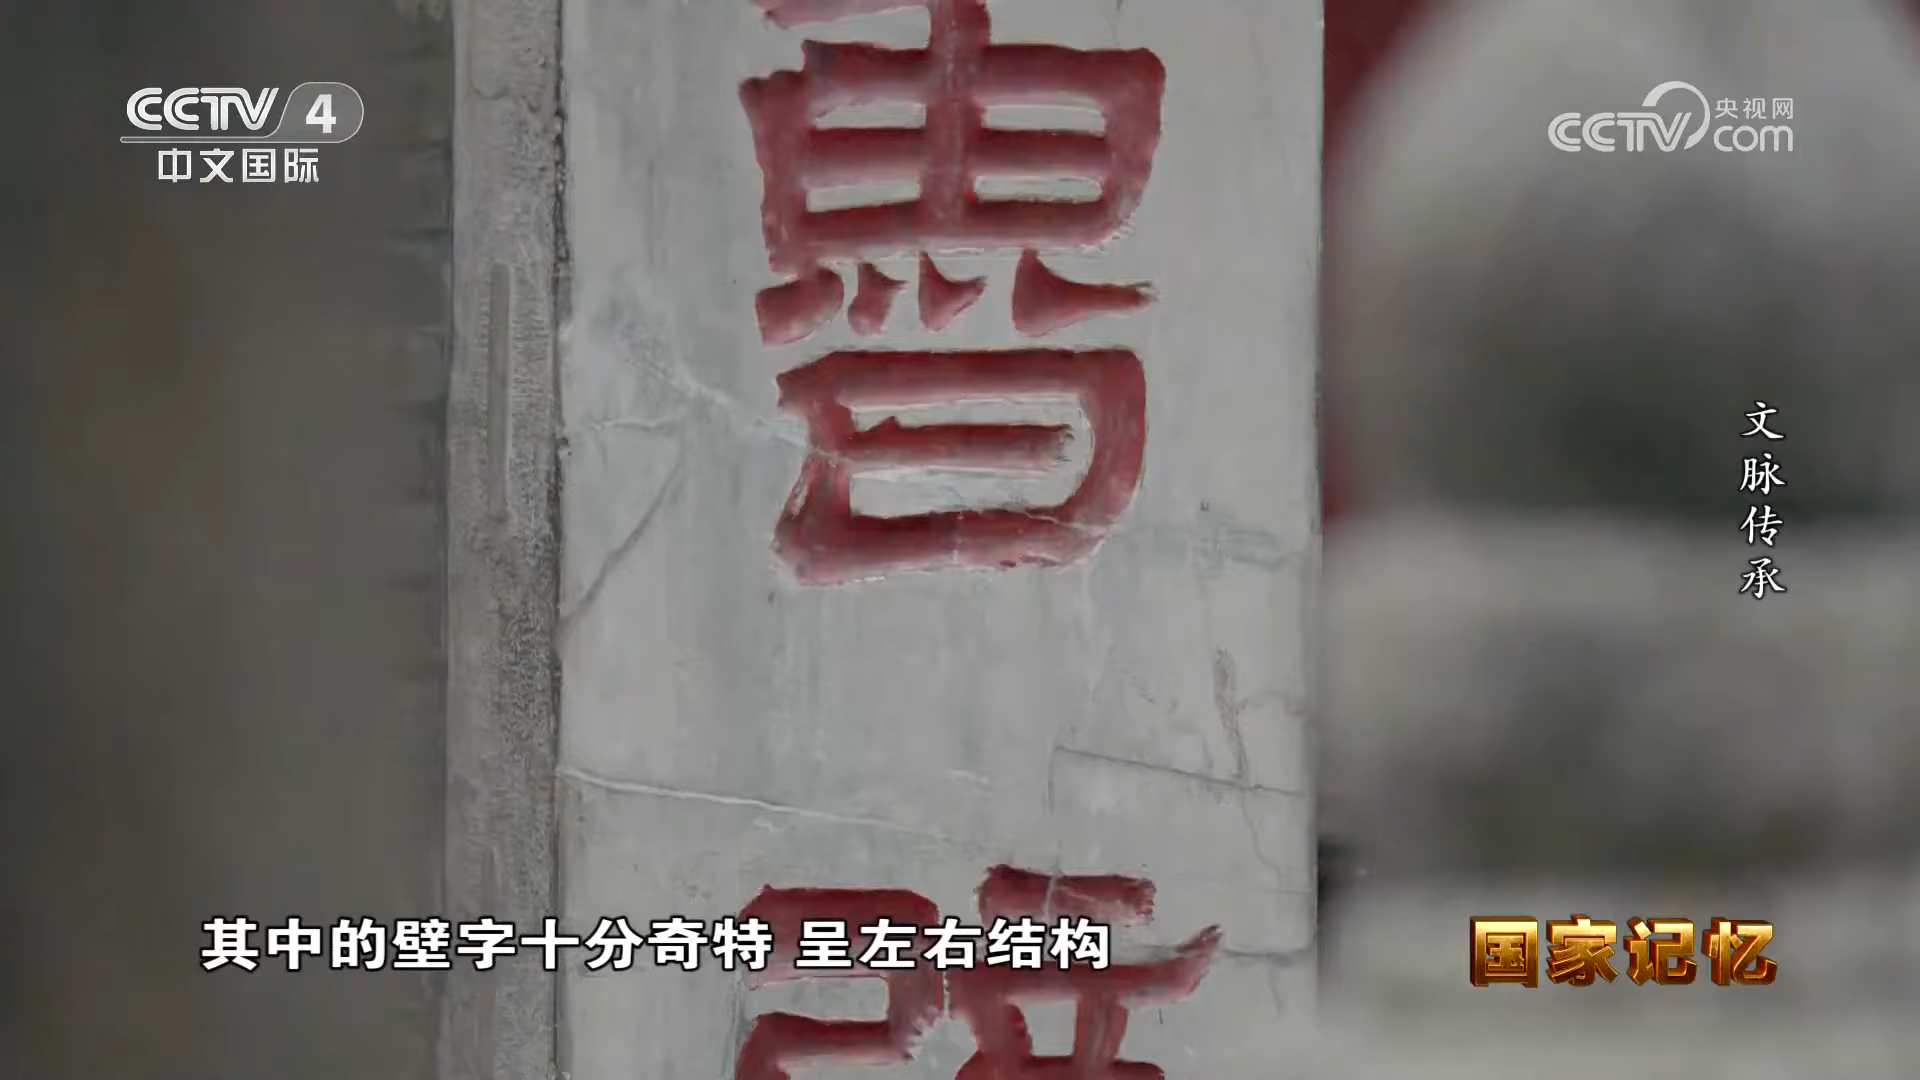 CCTV 4
中文国际
CCTV 央视网
com
魯
文脉传承
其中的壁字十分奇特 呈左右结构
国家记忆